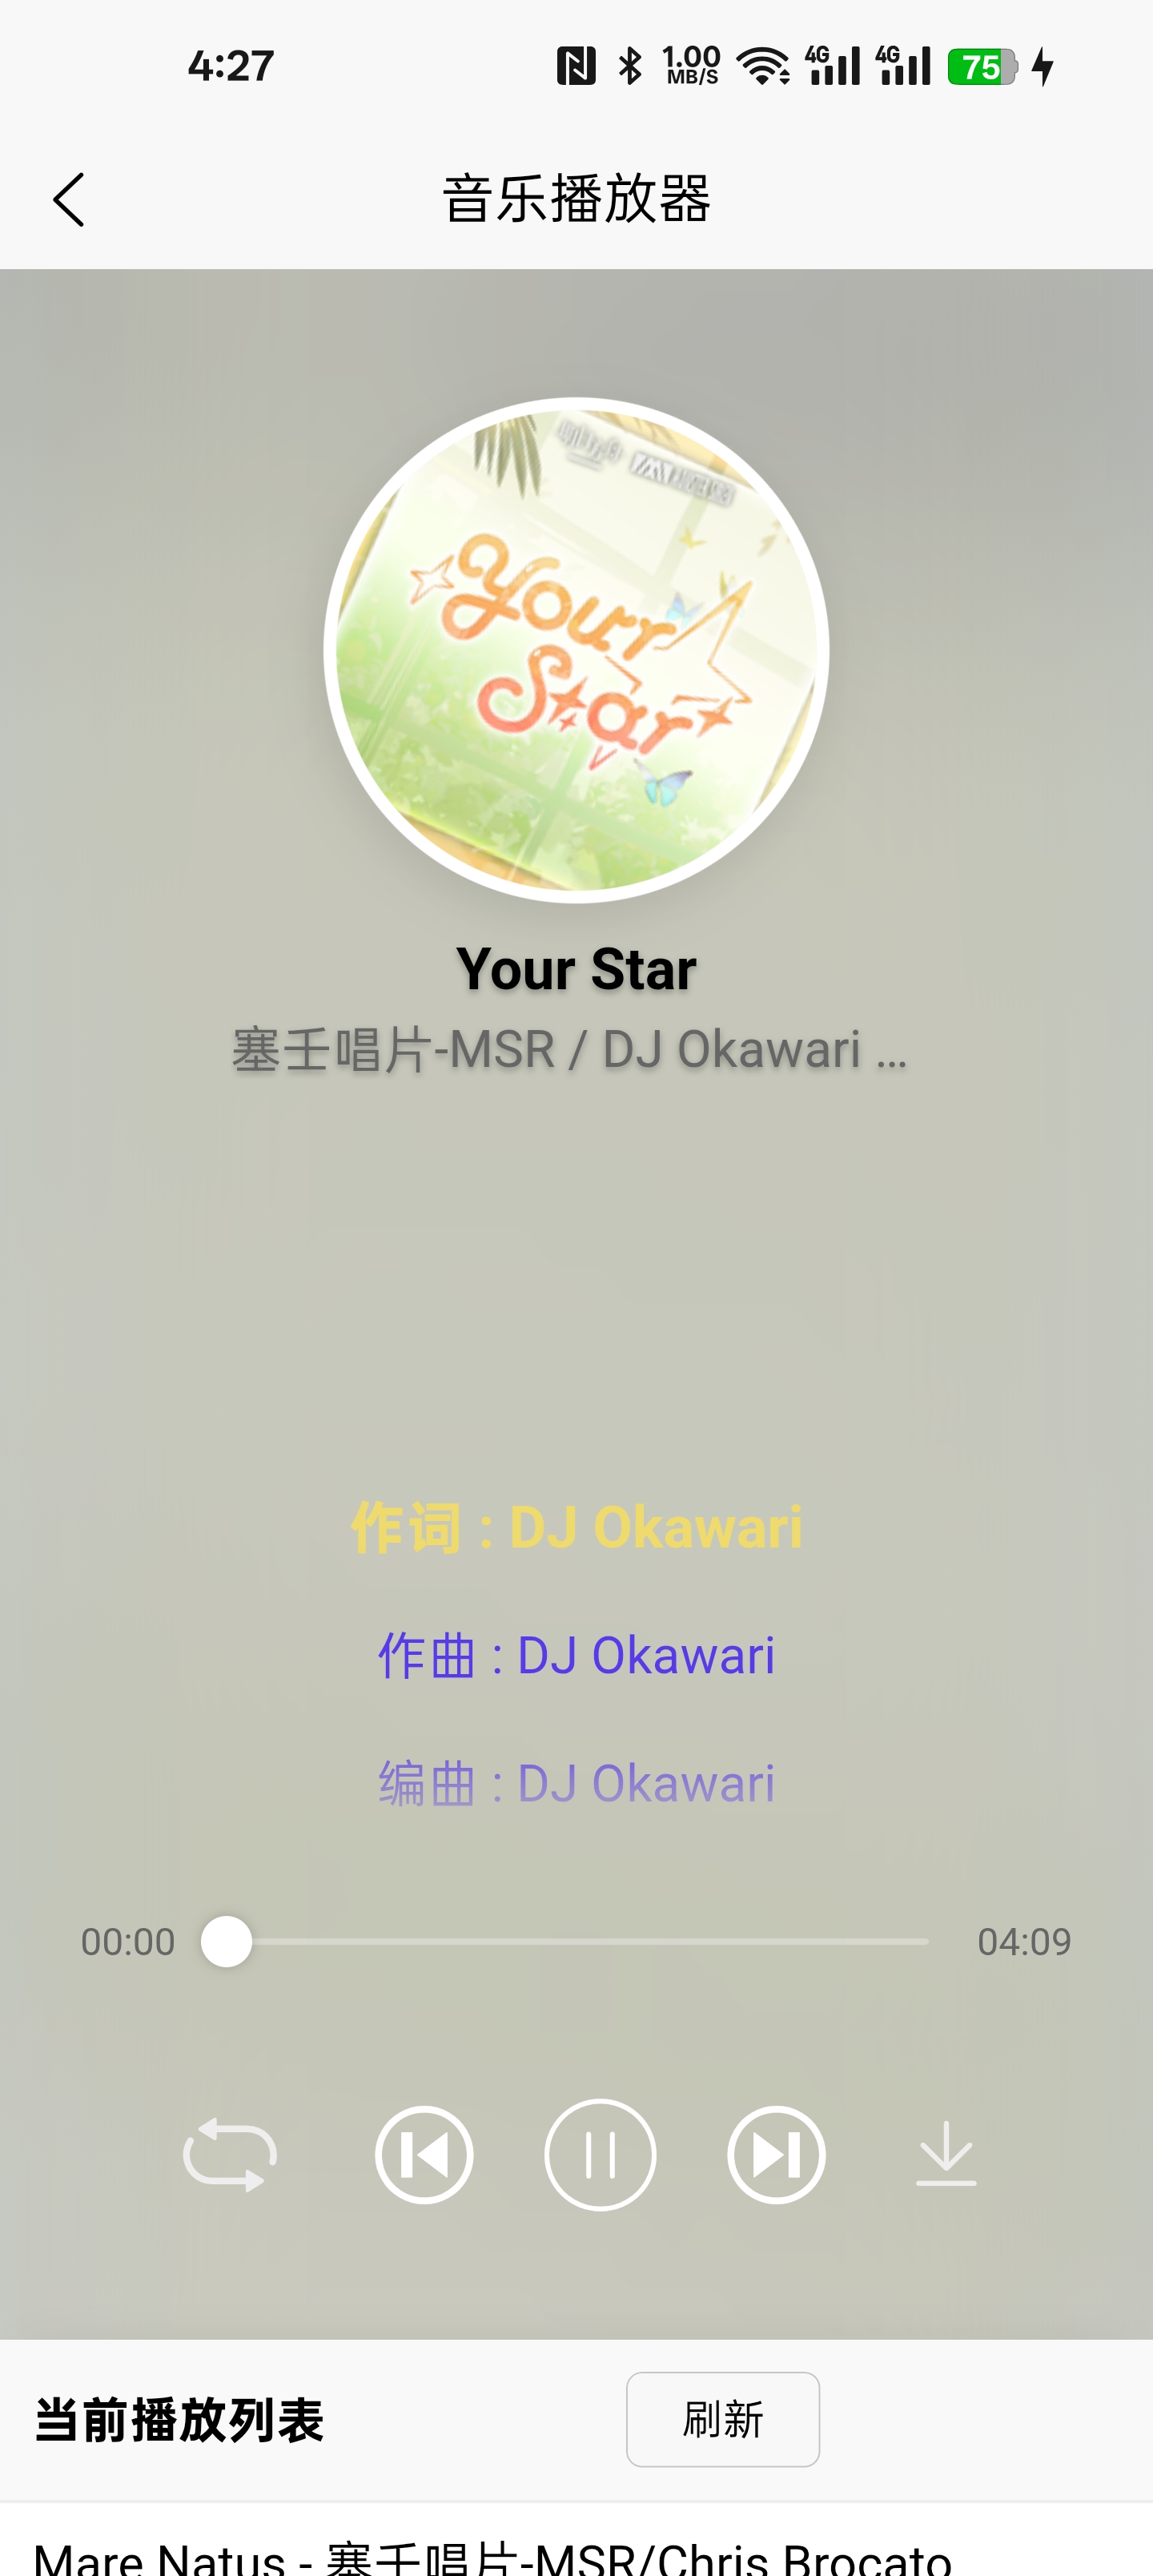 4:27
1.00
MB/S
4G
4G
75
音乐播放器
Your
Star
Your Star
塞壬唱片-MSR / DJ Okawari ...
作词 : DJ Okawari
作曲 : DJ Okawari
编曲 : DJ Okawari
00:00
04:09
当前播放列表
刷新
Mare Natus - 塞壬唱片-MSR/Chris Brocato